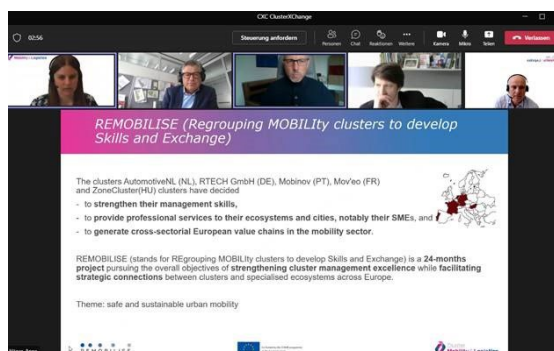 CXC ClusterXChange
02:56
Steuerung anfordern
Personen
Chat
Reaktionen
Weitere
Kamera
Mikro
Teilen
Verlassen
REMOBILISE (Regrouping MOBILIty clusters to develop
Skills and Exchange)
The clusters AutomotiveNL (NL), RTECH GmbH (DE), Mobinov (PT), Mov'eo (FR)
and ZoneCluster(HU) clusters have decided
- to strengthen their management skills,
- to provide professional services to their ecosystems and cities, notably their SMEs, and
- to generate cross-sectorial European value chains in the mobility sector.
REMOBILISE (stands for REgrouping MOBILIty clusters to develop Skills and Exchange) is a 24-months
project pursuing the overall objectives of strengthening cluster management excellence while facilitating
strategic connections between clusters and specialised ecosystems across Europe.
Theme: safe and sustainable urban mobility
REMOBILISE
Cluster
Mobility & Logistics